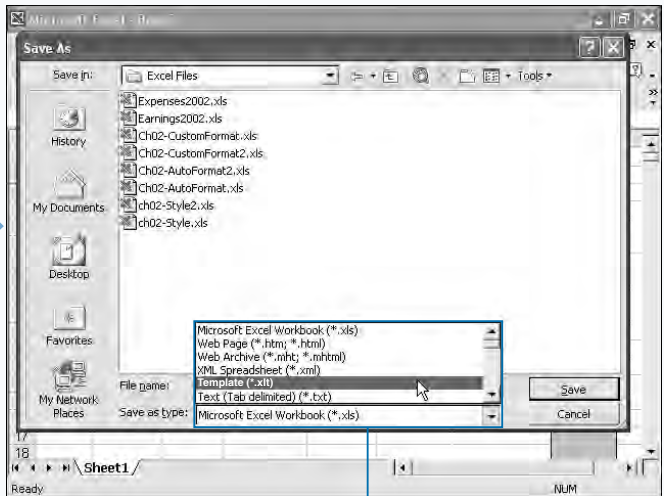 Microsoft Excel - Book
Save As
Save in:
Excel Files
Tools
Expenses2002.xls
Earnings2002.xls
Ch02-CustomFormat.xls
Ch02-CustomFormat2.xls
Ch02-AutoFormat2.xls
Ch02-AutoFormat.xls
ch02-Style2.xls
ch02-Style.xls
History
My Documents
Desktop
Favorites
My Network Places
Microsoft Excel Workbook (*.xls)
Web Page (*.htm; *.html)
Web Archive (*.mht; *.mhtml)
XML Spreadsheet (*.xml)
Template (*.xlt)
Text (Tab delimited) (*.txt)
File name:
Save
Save as type:
Microsoft Excel Workbook (*.xls)
Cancel
17
18
Sheet1
Ready
NUM